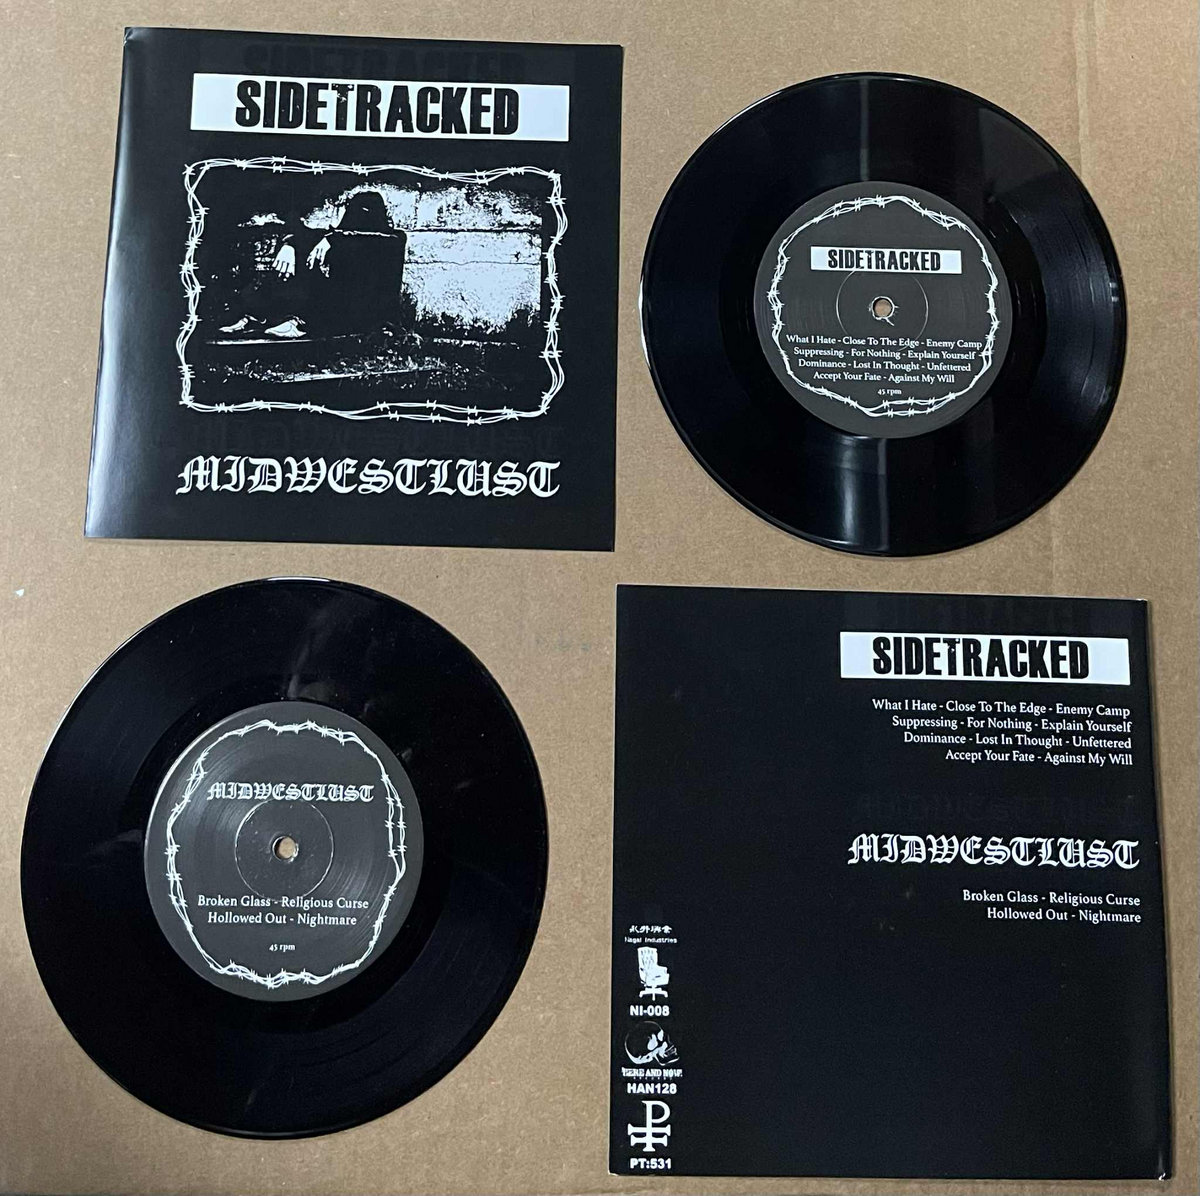 SIDETRACKED
MIDWESTLUST
SIDETRACKED
What I Hate - Close To The Edge - Enemy Camp
Suppressing - For Nothing - Explain Yourself
Dominance - Lost In Thought - Unfettered
Accept Your Fate - Against My Will
45 rpm
MIDWESTLUST
Broken Glass - Religious Curse
Hollowed Out - Nightmare
45 rpm
SIDETRACKED
What I Hate - Close To The Edge - Enemy Camp
Suppressing - For Nothing - Explain Yourself
Dominance - Lost In Thought - Unfettered
Accept Your Fate - Against My Will
MIDWESTLUST
Broken Glass - Religious Curse
Hollowed Out - Nightmare
Nagal Industries
NI-008
HERE AND NOW!
HAN128
PT:531